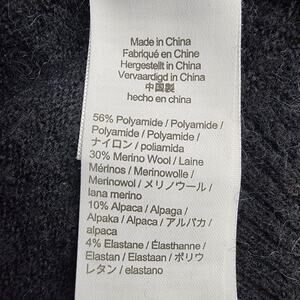 Made in China
Fabriqué en Chine
Hergestellt in China
Vervaardigd in China
中国製
hecho en china
56% Polyamide / Polyamide /
Polyamide / Polyamide /
ナイロン / poliamida
30% Merino Wool / Laine
Mérinos / Merinowolle /
Merinowol / メリノウール /
lana merino
10% Alpaca / Alpaga /
Alpaka / Alpaca / アルパカ /
alpaca
4% Elastane / Élasthanne /
Elastan / Elastaan / ポリウ
レタン / elastano